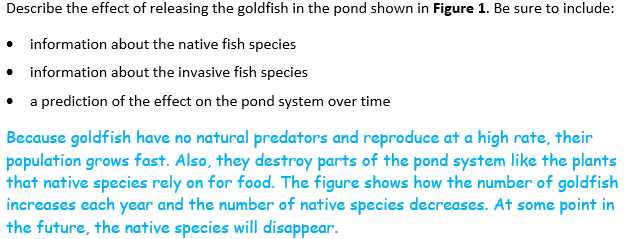 Describe the effect of releasing the goldfish in the pond shown in Figure 1. Be sure to include:
• information about the native fish species
• information about the invasive fish species
• a prediction of the effect on the pond system over time
Because goldfish have no natural predators and reproduce at a high rate, their
population grows fast. Also, they destroy parts of the pond system like the plants
that native species rely on for food. The figure shows how the number of goldfish
increases each year and the number of native species decreases. At some point in
the future, the native species will disappear.